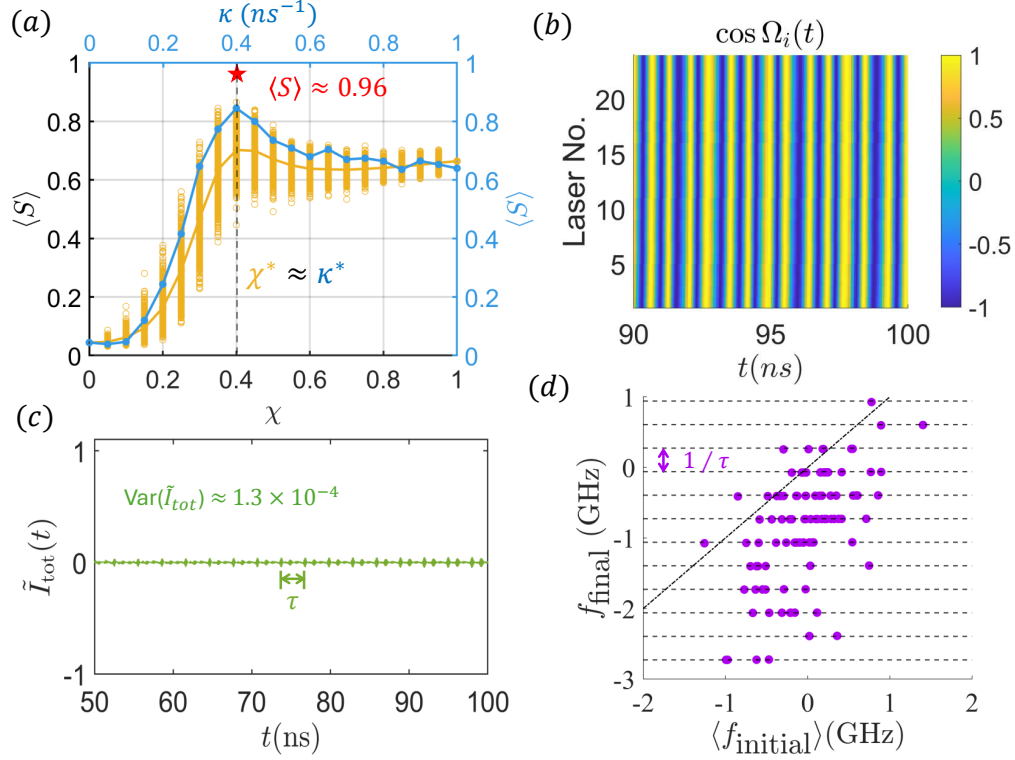 (a)
κ (ns⁻¹)
0 0.2 0.4 0.6 0.8 1
⟨S⟩
1
0.8
0.6
0.4
0.2
0
⟨S⟩ ≈ 0.96
χ* ≈ κ*
1
0.8
0.6
0.4
0.2
0
⟨S⟩
0 0.2 0.4 0.6 0.8 1
χ
(b)
cos Ωᵢ(t)
Laser No.
20
15
10
5
90 95 100
t(ns)
1
0.5
0
-0.5
-1
(c)
Ĩ_tot(t)
1
0
-1
Var(Ĩ_tot) ≈ 1.3 × 10⁻⁴
τ
50 60 70 80 90 100
t(ns)
(d)
f_final (GHz)
1
0
-1
-2
-3
1/τ
-2 -1 0 1 2
⟨f_initial⟩(GHz)